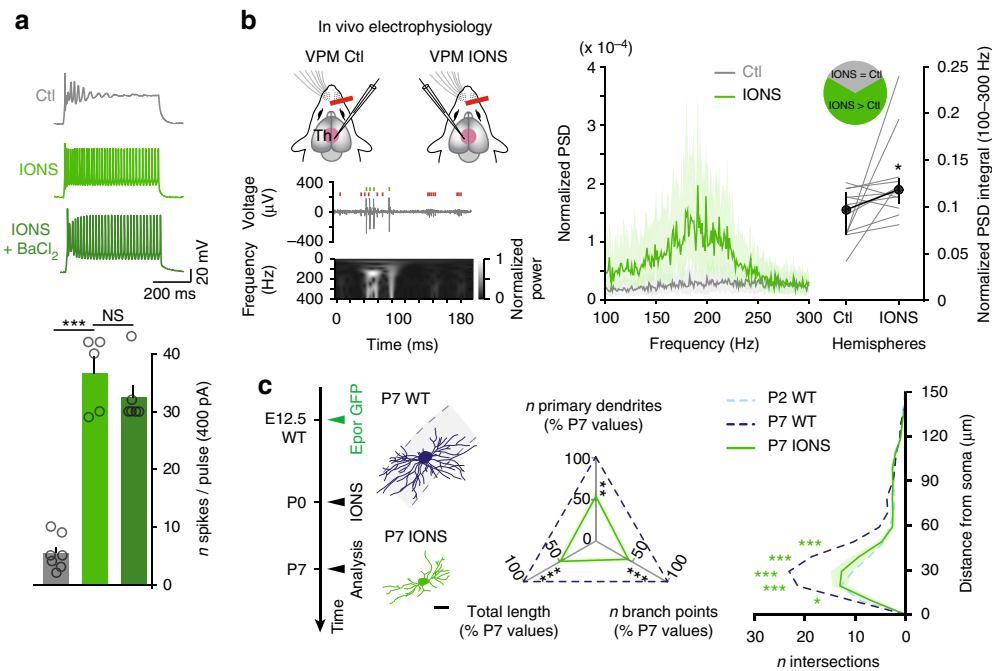 a
Ctl
IONS
IONS
+ BaCl2
20 mV
200 ms
***
NS
40
30
20
10
0
n spikes / pulse (400 pA)
b
In vivo electrophysiology
VPM Ctl
VPM IONS
Th
Voltage
(µV)
400
0
−400
Frequency
(Hz)
0
200
400
1
0
Normalized
power
0
100
180
Time (ms)
(x 10–4)
Ctl
IONS
Normalized PSD
4
3
2
1
0
100
150
200
250
300
Frequency (Hz)
IONS = Ctl
IONS > Ctl
*
0.25
0.2
0.15
0.1
0.05
0
Normalized PSD integral (100–300 Hz)
Ctl
IONS
Hemispheres
c
E12.5
WT
P0
P7
Epor GFP
IONS
Analysis
Time
P7 WT
P7 IONS
n primary dendrites
(% P7 values)
100
50
0
**
50
100
***
50
100
***
Total length
(% P7 values)
n branch points
(% P7 values)
P2 WT
P7 WT
P7 IONS
***
***
***
***
*
150
120
90
60
30
0
Distance from soma (µm)
30
20
10
0
n intersections